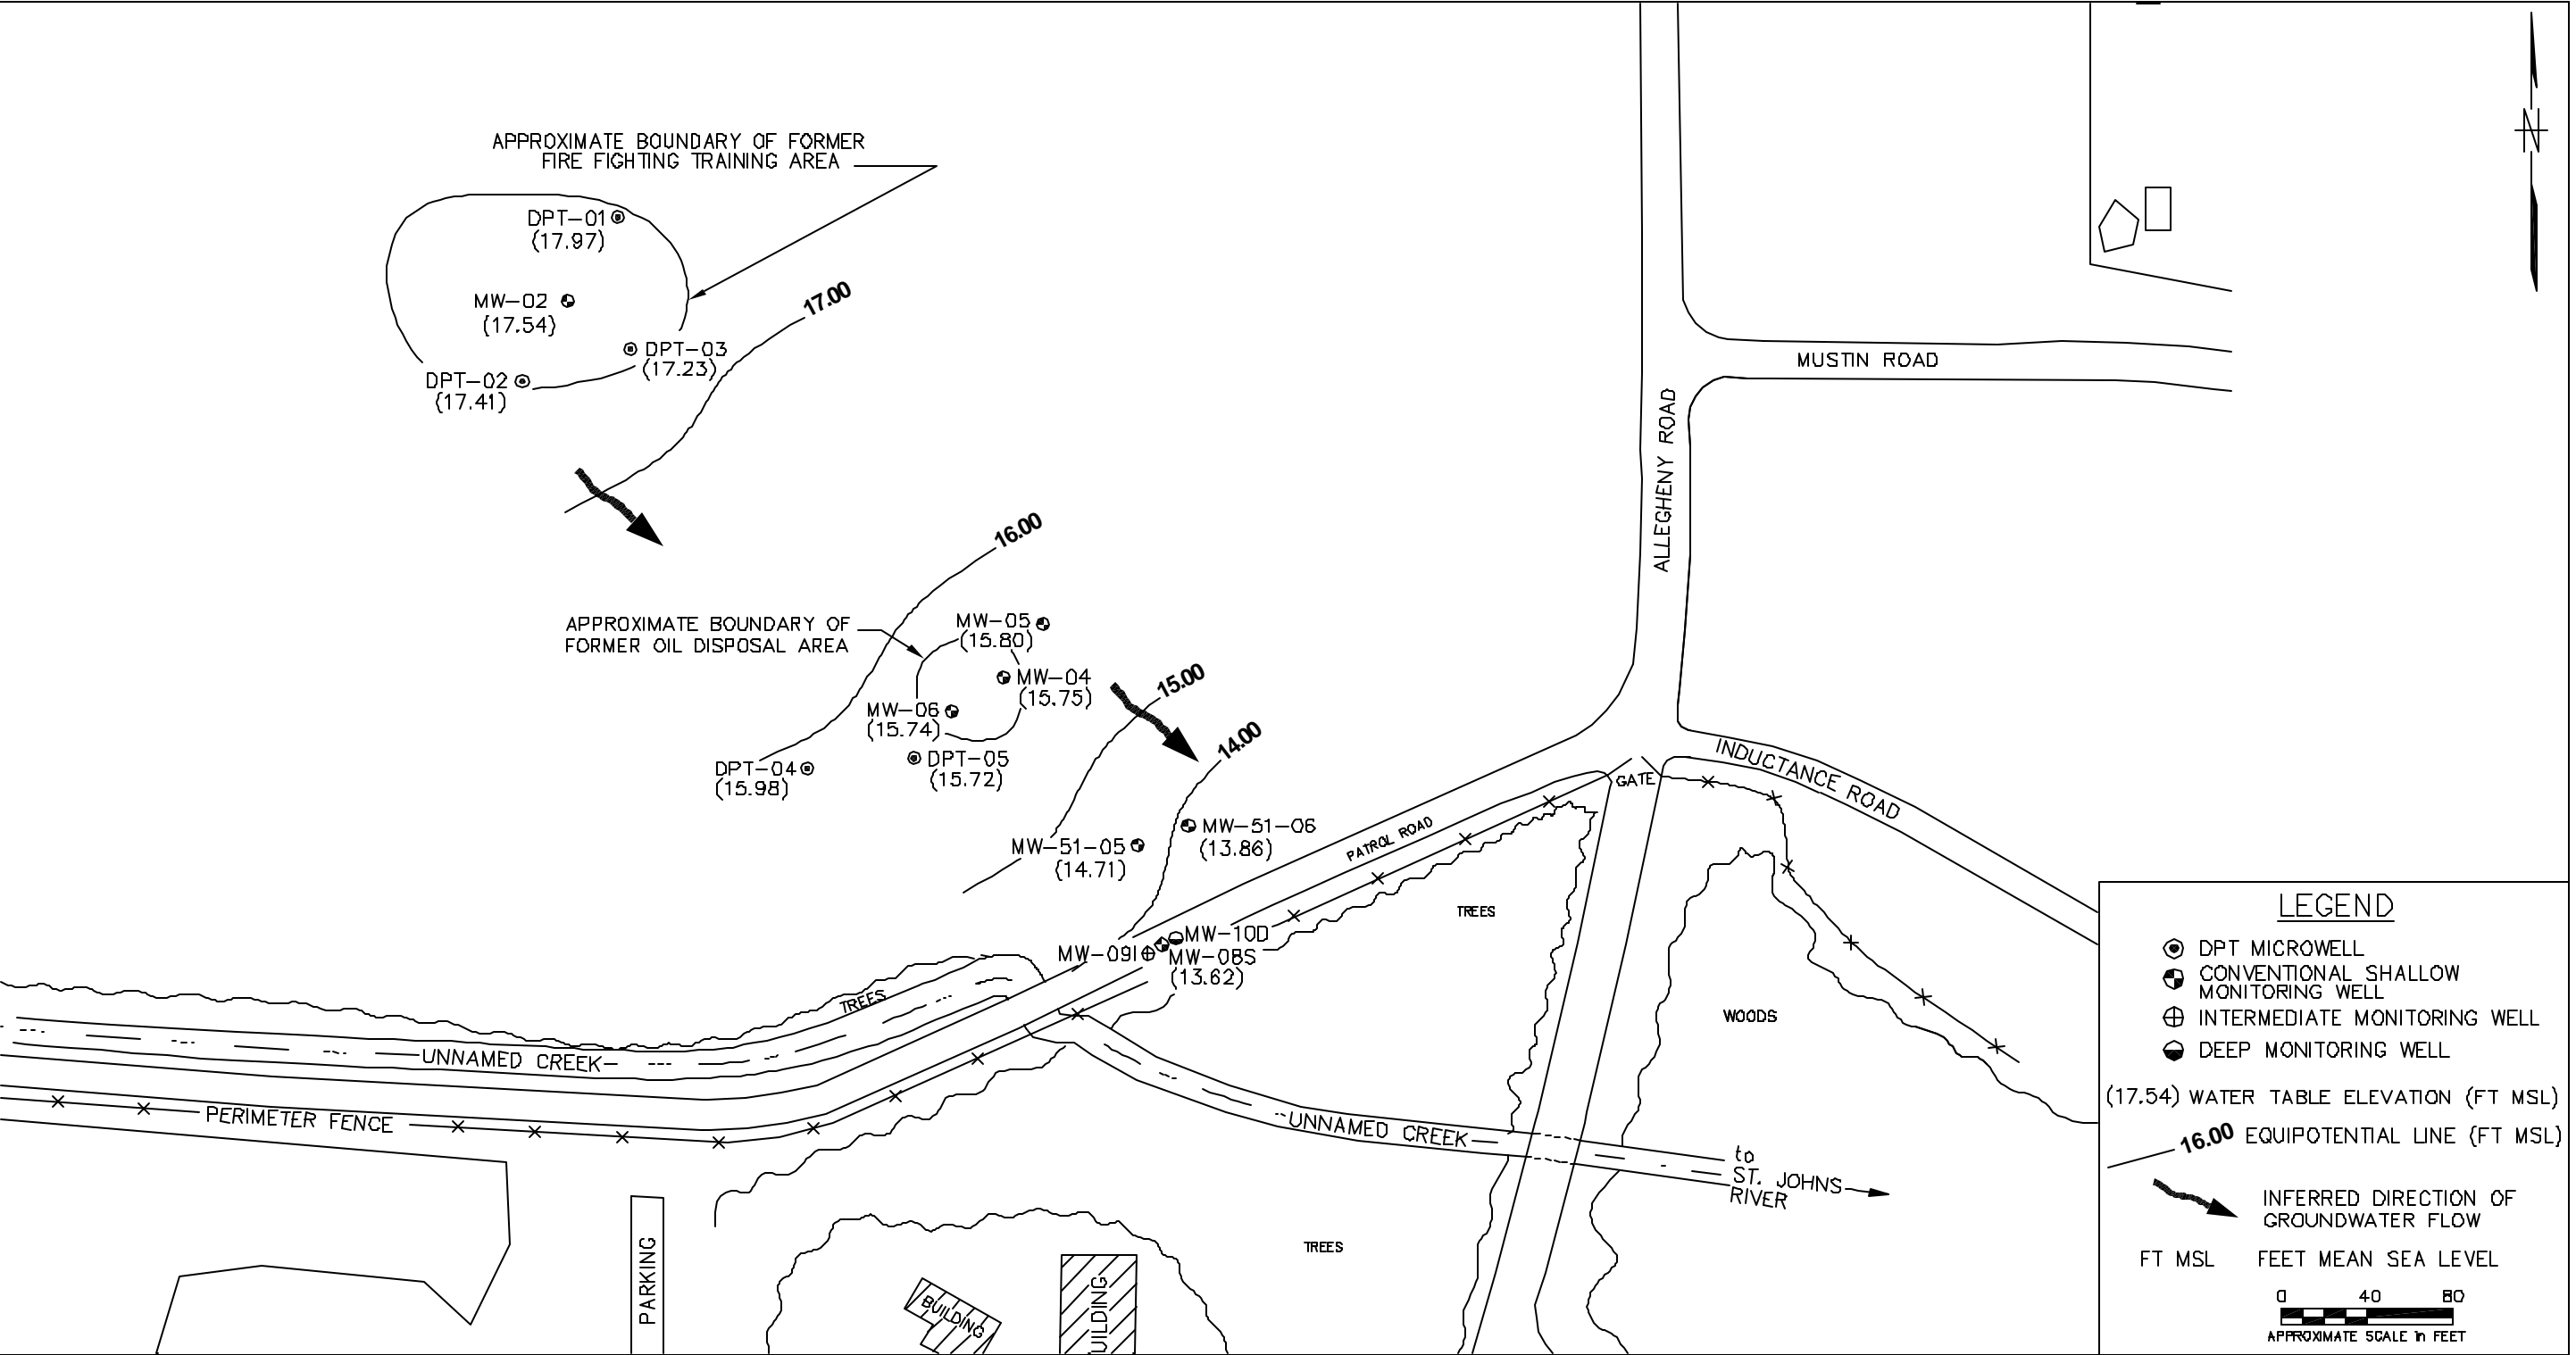 N
APPROXIMATE BOUNDARY OF FORMER
FIRE FIGHTING TRAINING AREA
DPT-01
(17.97)
MW-02
(17.54)
17.00
DPT-03
(17.23)
DPT-02
(17.41)
MUSTIN ROAD
ALLEGHENY ROAD
16.00
APPROXIMATE BOUNDARY OF
FORMER OIL DISPOSAL AREA
MW-05
(15.80)
MW-04
(15.75)
15.00
MW-06
(15.74)
14.00
DPT-05
(15.72)
DPT-04
(15.98)
INDUCTANCE ROAD
GATE
MW-51-06
(13.86)
PATROL ROAD
MW-51-05
(14.71)
TREES
MW-10D
MW-09I
MW-08S
(13.62)
TREES
WOODS
UNNAMED CREEK
PERIMETER FENCE
UNNAMED CREEK
to
ST. JOHNS
RIVER
TREES
PARKING
BUILDING
UILDING
LEGEND
DPT MICROWELL
CONVENTIONAL SHALLOW
MONITORING WELL
INTERMEDIATE MONITORING WELL
DEEP MONITORING WELL
(17.54) WATER TABLE ELEVATION (FT MSL)
16.00 EQUIPOTENTIAL LINE (FT MSL)
INFERRED DIRECTION OF
GROUNDWATER FLOW
FT MSL FEET MEAN SEA LEVEL
0 40 80
APPROXIMATE SCALE in FEET